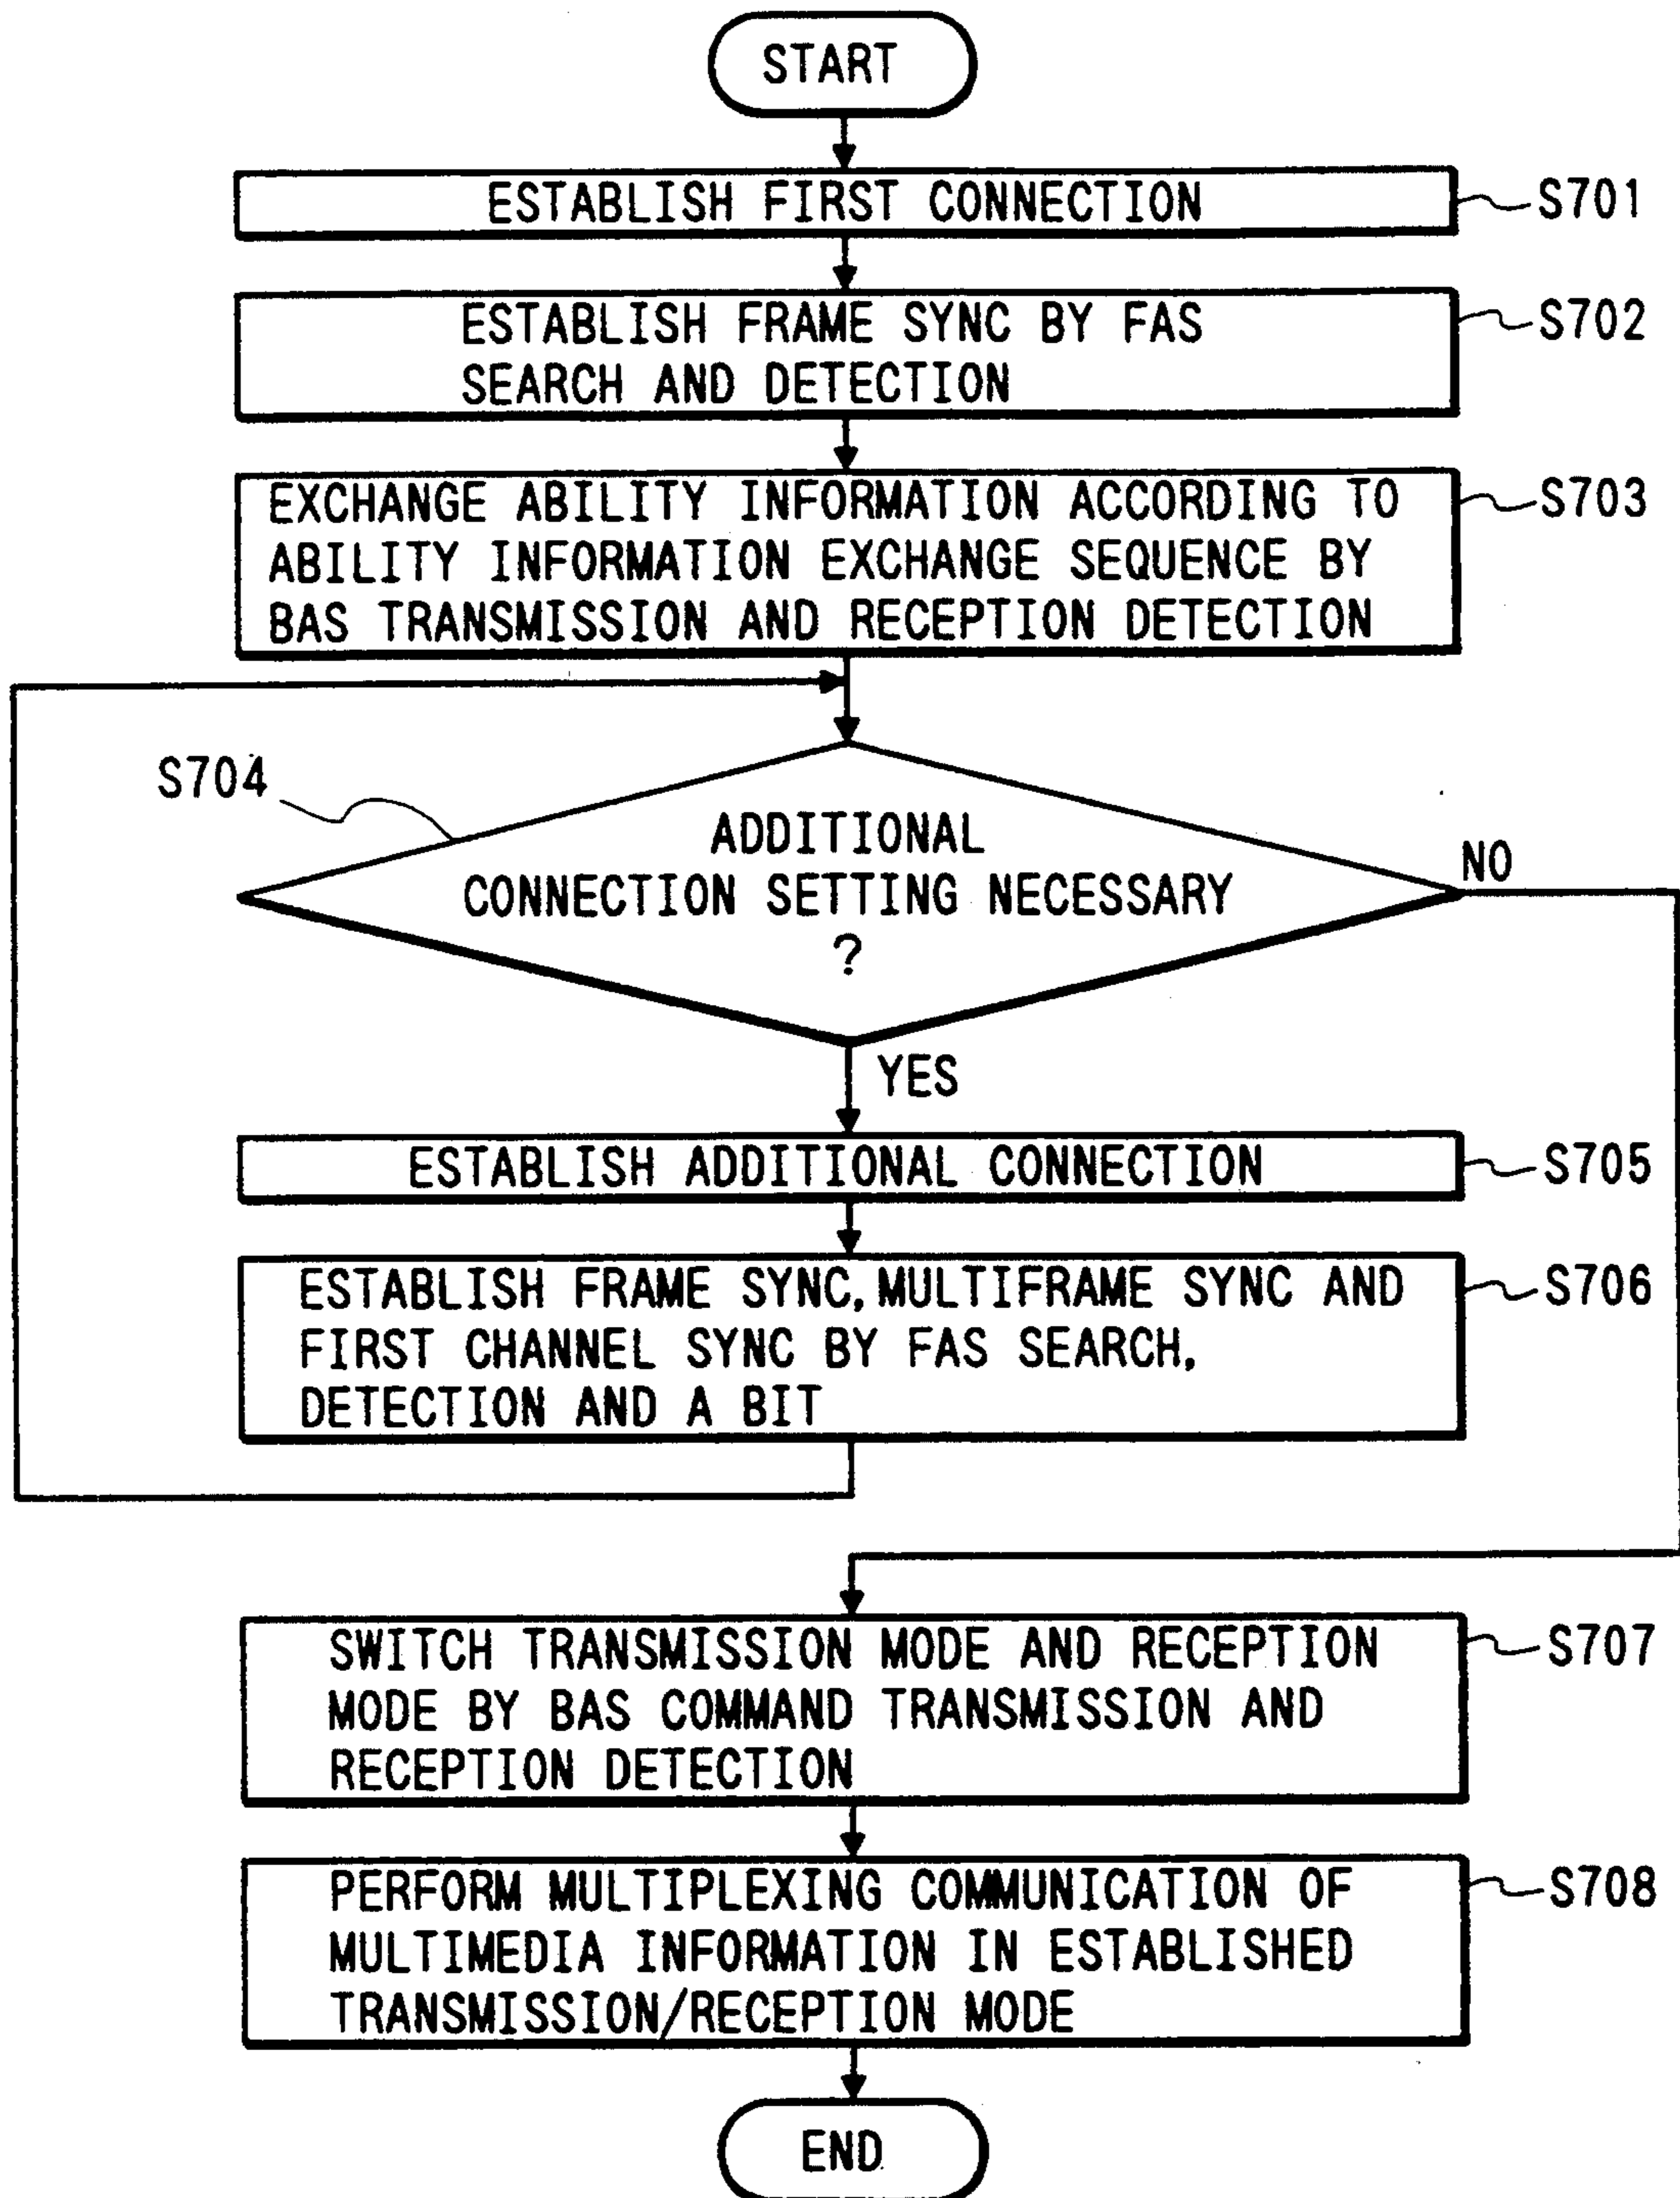 START
ESTABLISH FIRST CONNECTION
S701
ESTABLISH FRAME SYNC BY FAS
SEARCH AND DETECTION
S702
EXCHANGE ABILITY INFORMATION ACCORDING TO
ABILITY INFORMATION EXCHANGE SEQUENCE BY
BAS TRANSMISSION AND RECEPTION DETECTION
S703
S704
ADDITIONAL
CONNECTION SETTING NECESSARY
?
NO
YES
ESTABLISH ADDITIONAL CONNECTION
S705
ESTABLISH FRAME SYNC, MULTIFRAME SYNC AND
FIRST CHANNEL SYNC BY FAS SEARCH,
DETECTION AND A BIT
S706
SWITCH TRANSMISSION MODE AND RECEPTION
MODE BY BAS COMMAND TRANSMISSION AND
RECEPTION DETECTION
S707
PERFORM MULTIPLEXING COMMUNICATION OF
MULTIMEDIA INFORMATION IN ESTABLISHED
TRANSMISSION/RECEPTION MODE
S708
END